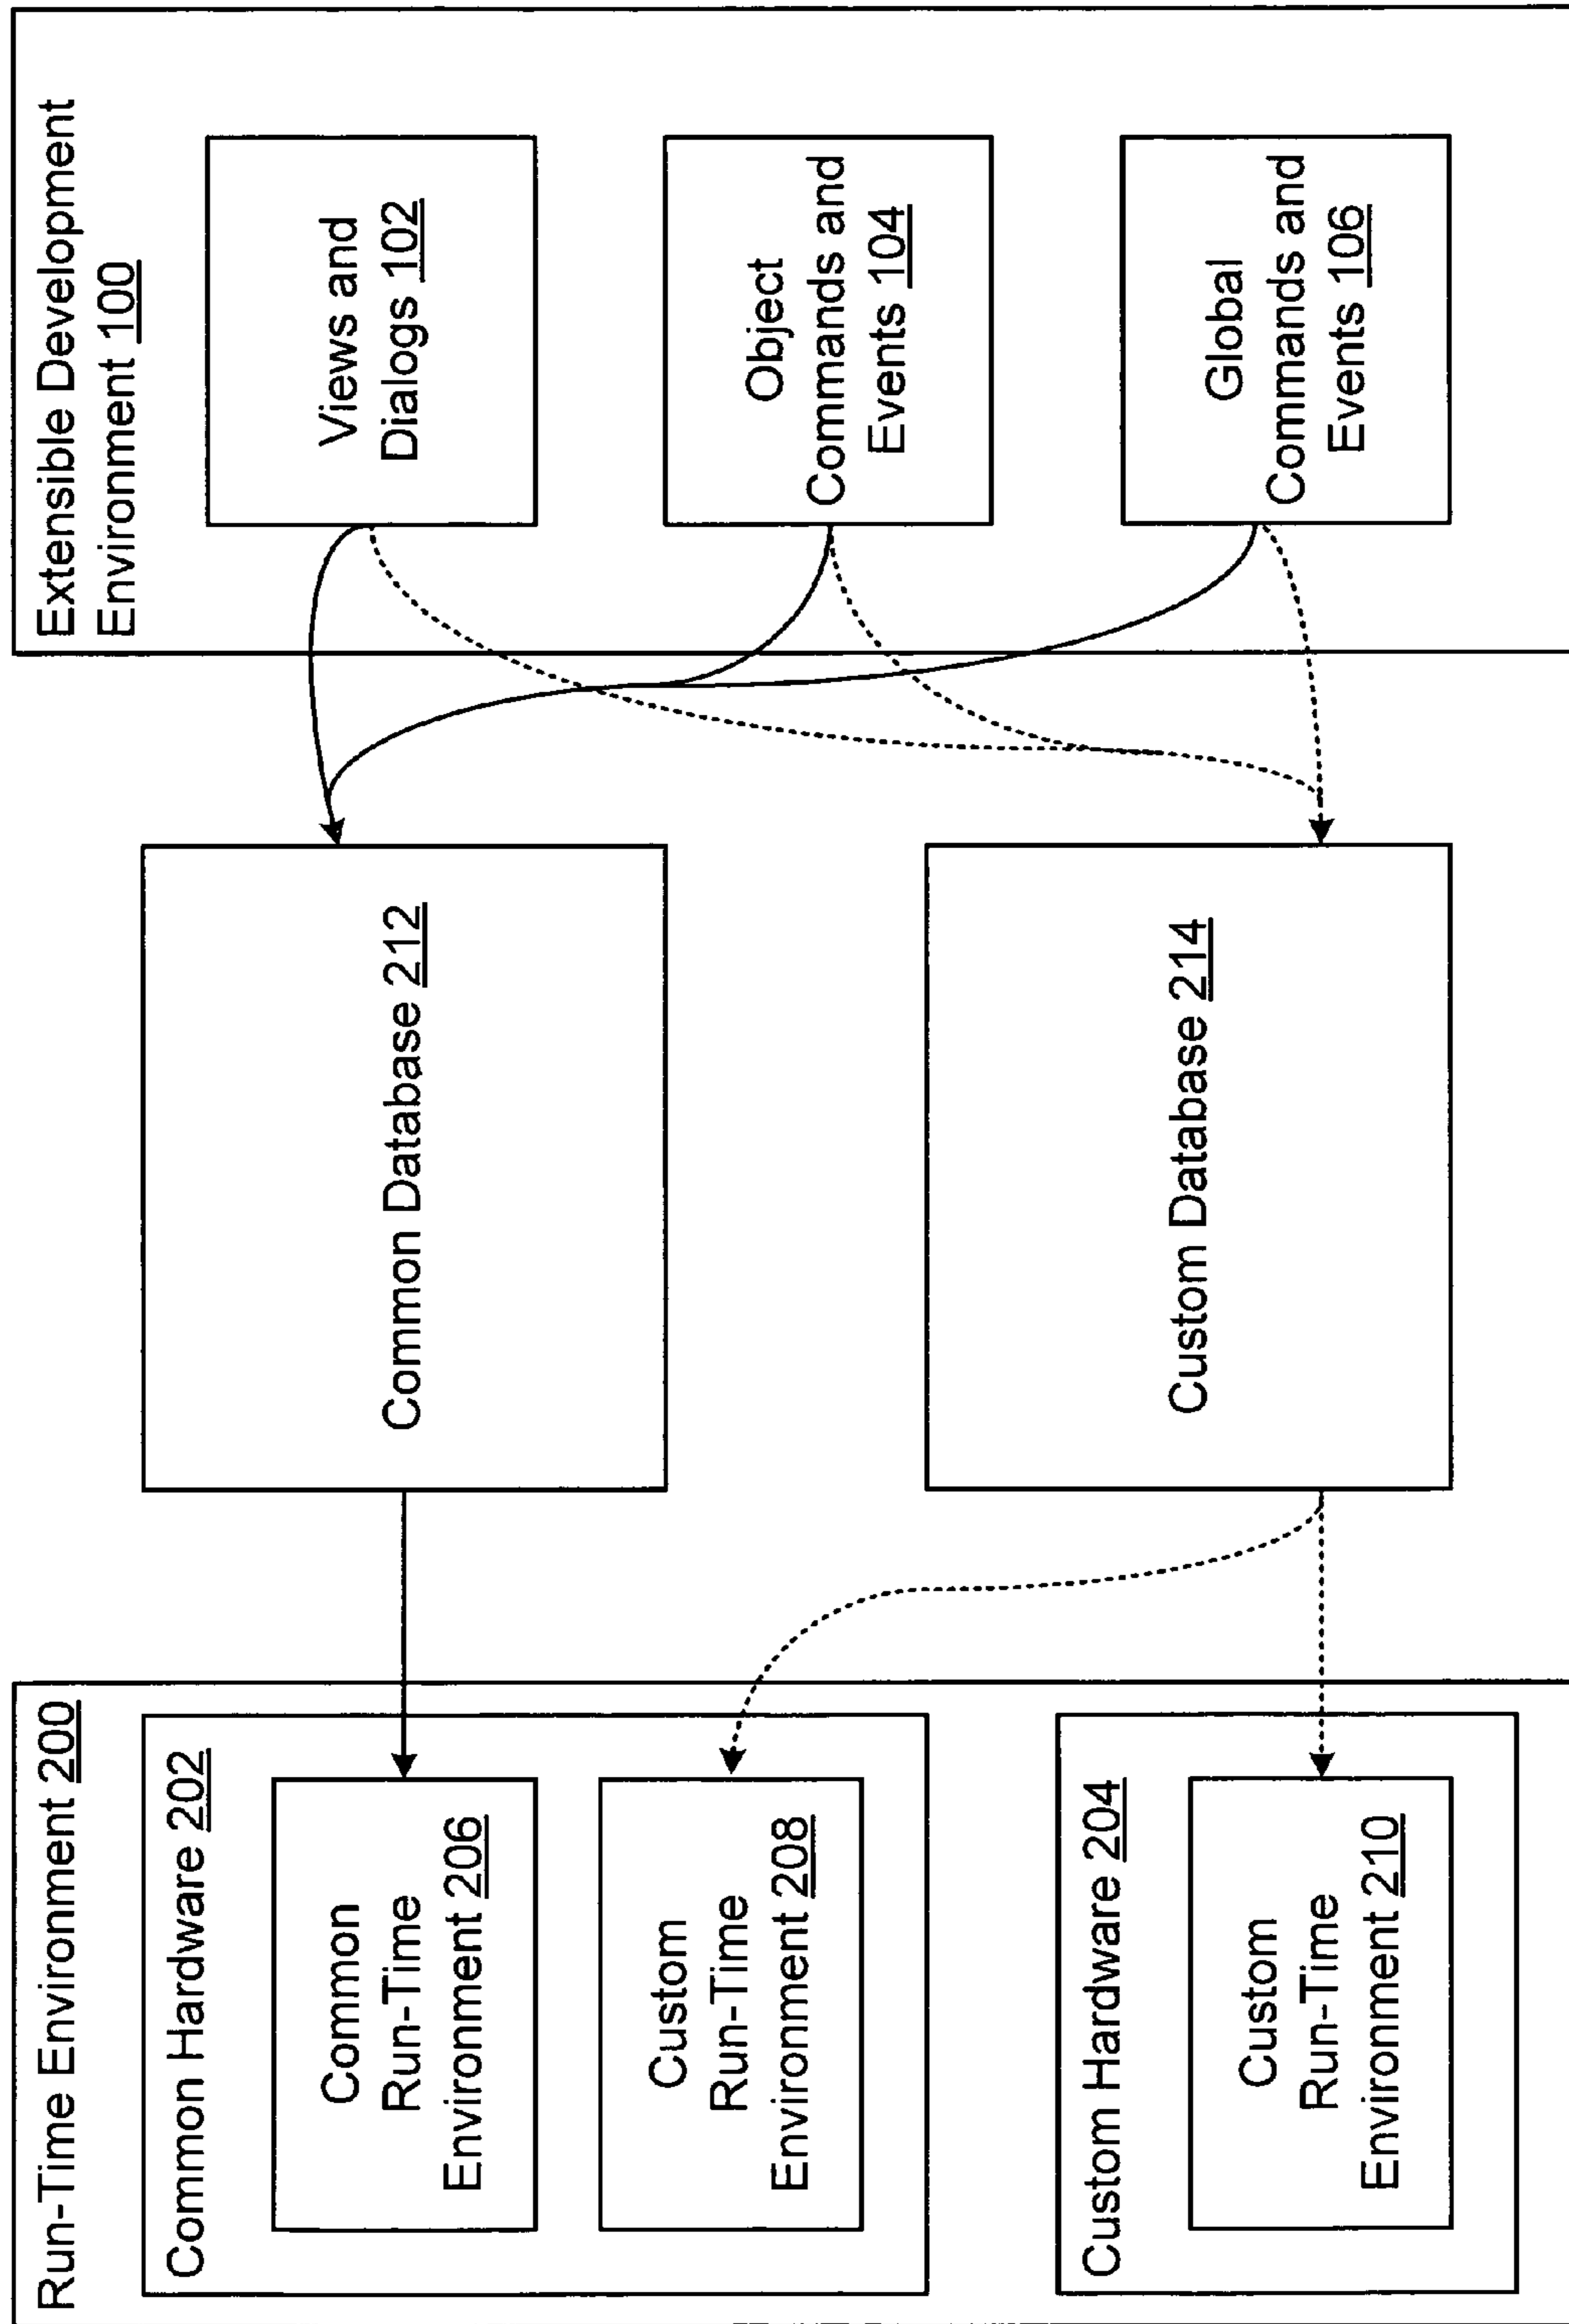 Run-Time Environment 200
Common Hardware 202
Common
Run-Time
Environment 206
Custom
Run-Time
Environment 208
Custom Hardware 204
Custom
Run-Time
Environment 210
Common Database 212
Custom Database 214
Extensible Development
Environment 100
Views and
Dialogs 102
Object
Commands and
Events 104
Global
Commands and
Events 106